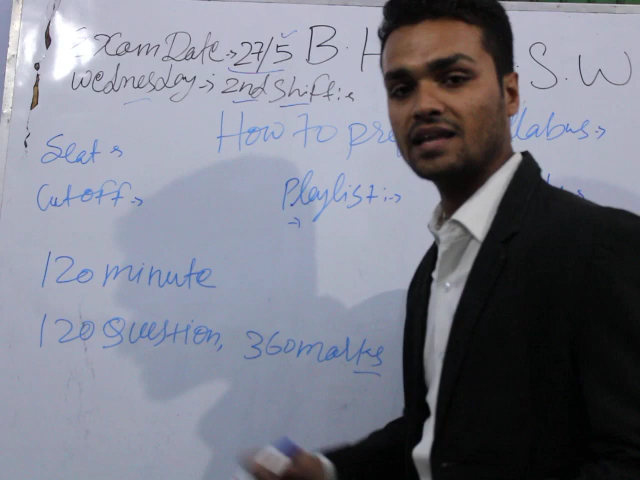 Exam Date → 27/5 B. H .S.W
Wednesday → 2nd Shift :→
How To pre llabus →
Seat →
Cutoff → Playlist :→
→
120 minute
120 Question, 360 marks